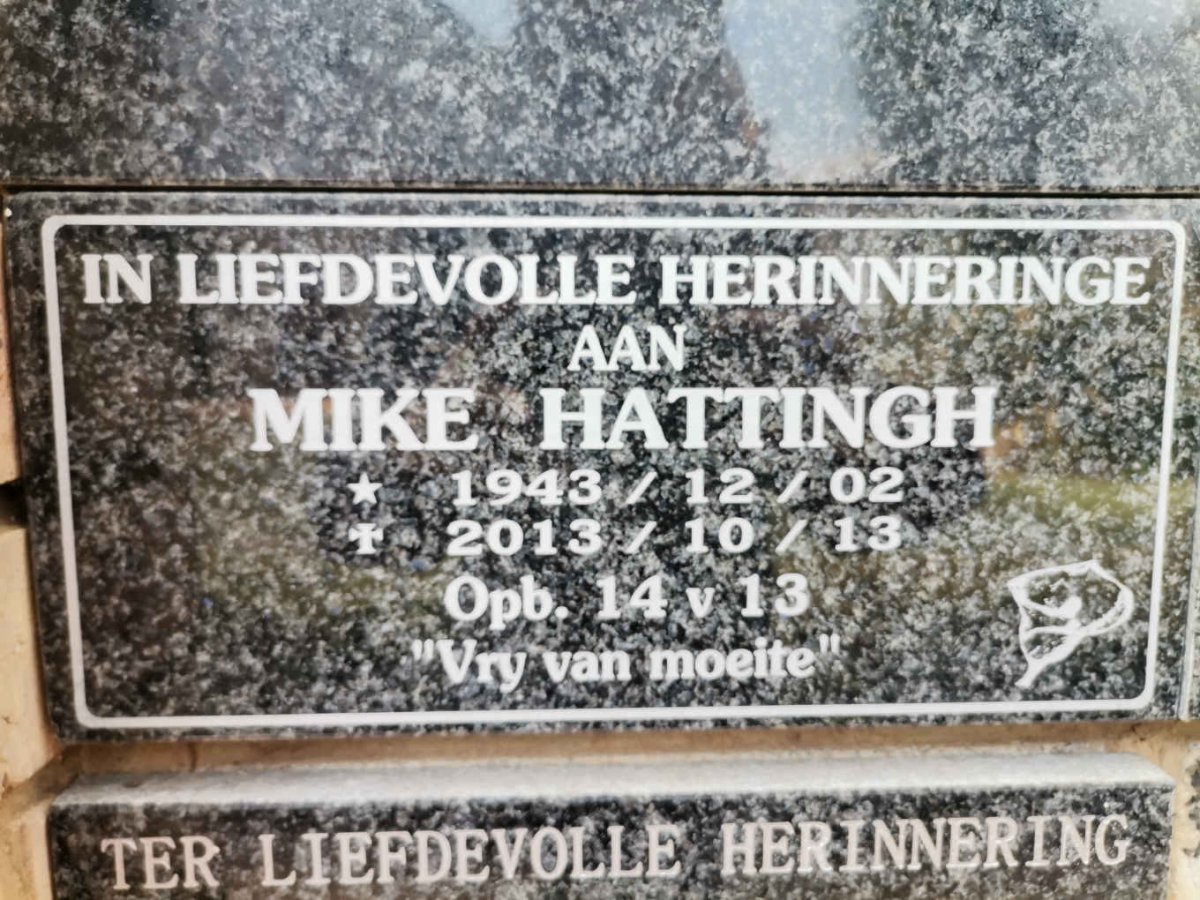 IN LIEFDEVOLLE HERINNERINGE
AAN
MIKE HATTINGH
★ 1943 / 12 / 02
✠ 2013 / 10 / 13
Opb. 14 v 13
"Vry van moeite"
TER LIEFDEVOLLE HERINNERING